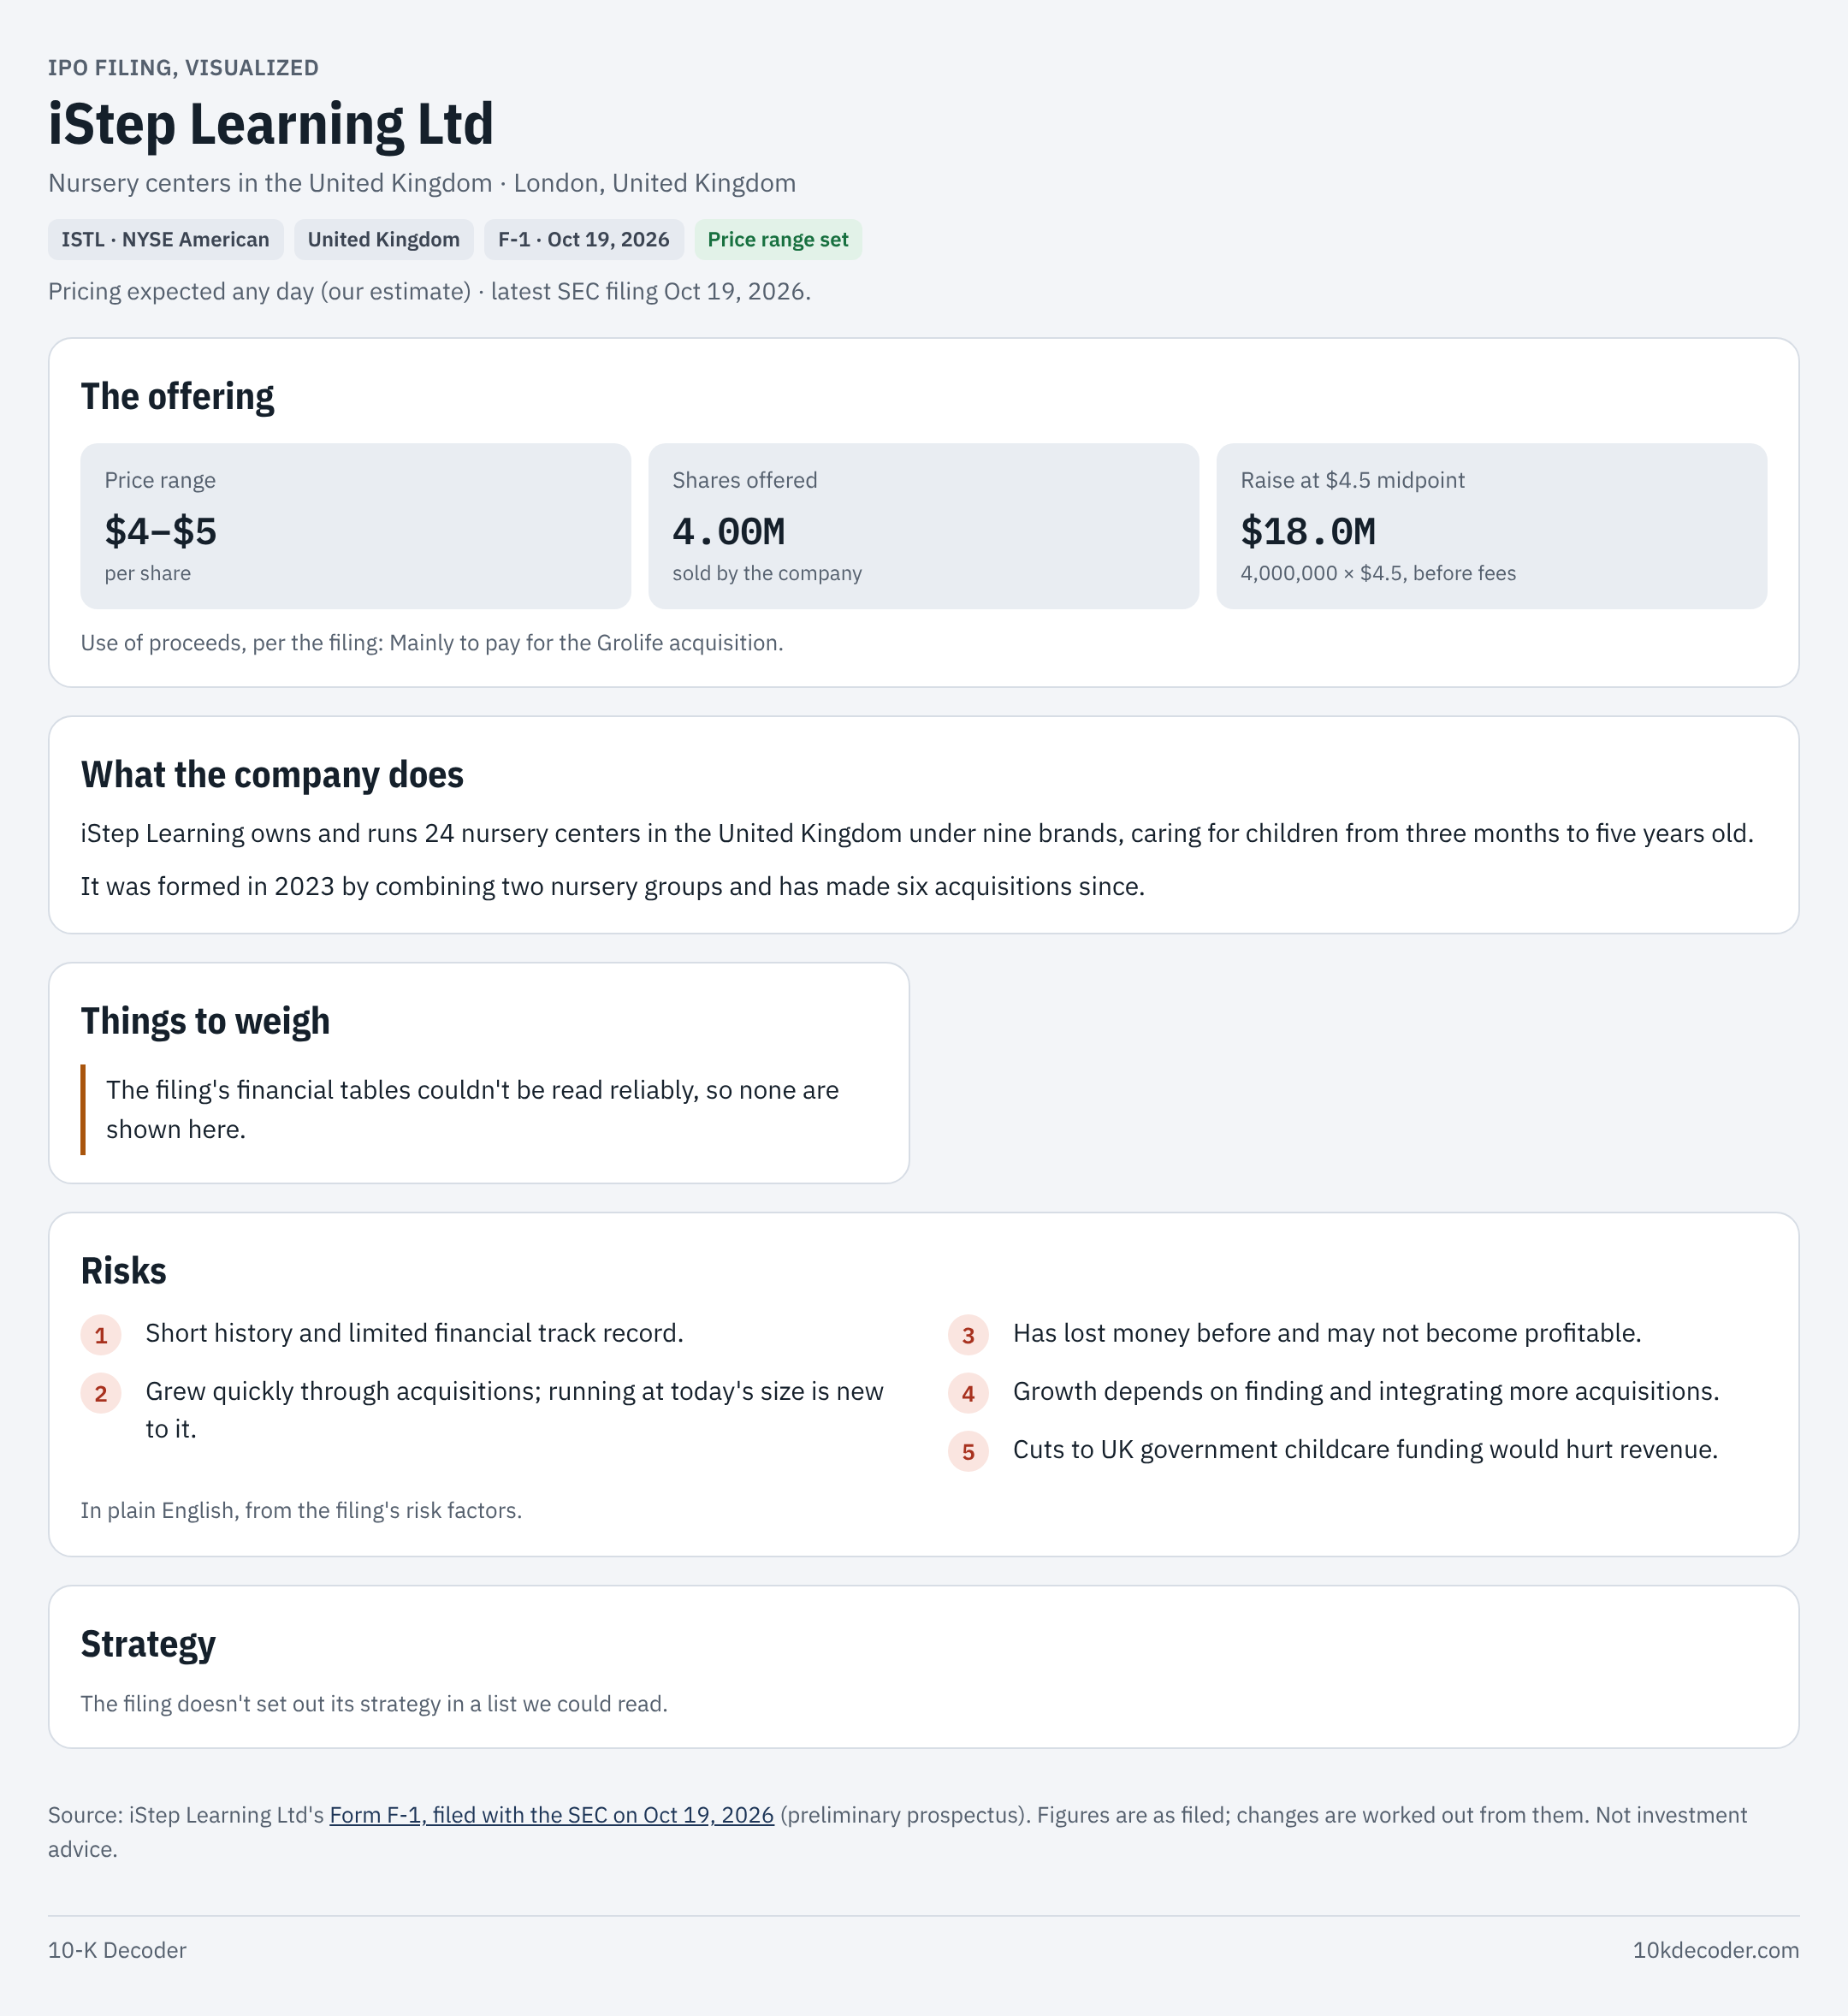 IPO FILING, VISUALIZED
iStep Learning Ltd
Nursery centers in the United Kingdom · London, United Kingdom
ISTL · NYSE American
United Kingdom
F-1 · Oct 19, 2026
Price range set
Pricing expected any day (our estimate) · latest SEC filing Oct 19, 2026.
The offering
Price range
$4–$5
per share
Shares offered
4.00M
sold by the company
Raise at $4.5 midpoint
$18.0M
4,000,000 × $4.5, before fees
Use of proceeds, per the filing: Mainly to pay for the Grolife acquisition.
What the company does
iStep Learning owns and runs 24 nursery centers in the United Kingdom under nine brands, caring for children from three months to five years old.
It was formed in 2023 by combining two nursery groups and has made six acquisitions since.
Things to weigh
The filing's financial tables couldn't be read reliably, so none are
shown here.
Risks
1 Short history and limited financial track record.
2 Grew quickly through acquisitions; running at today's size is new
to it.
3 Has lost money before and may not become profitable.
4 Growth depends on finding and integrating more acquisitions.
5 Cuts to UK government childcare funding would hurt revenue.
In plain English, from the filing's risk factors.
Strategy
The filing doesn't set out its strategy in a list we could read.
Source: iStep Learning Ltd's Form F-1, filed with the SEC on Oct 19, 2026 (preliminary prospectus). Figures are as filed; changes are worked out from them. Not investment
advice.
10-K Decoder
10kdecoder.com